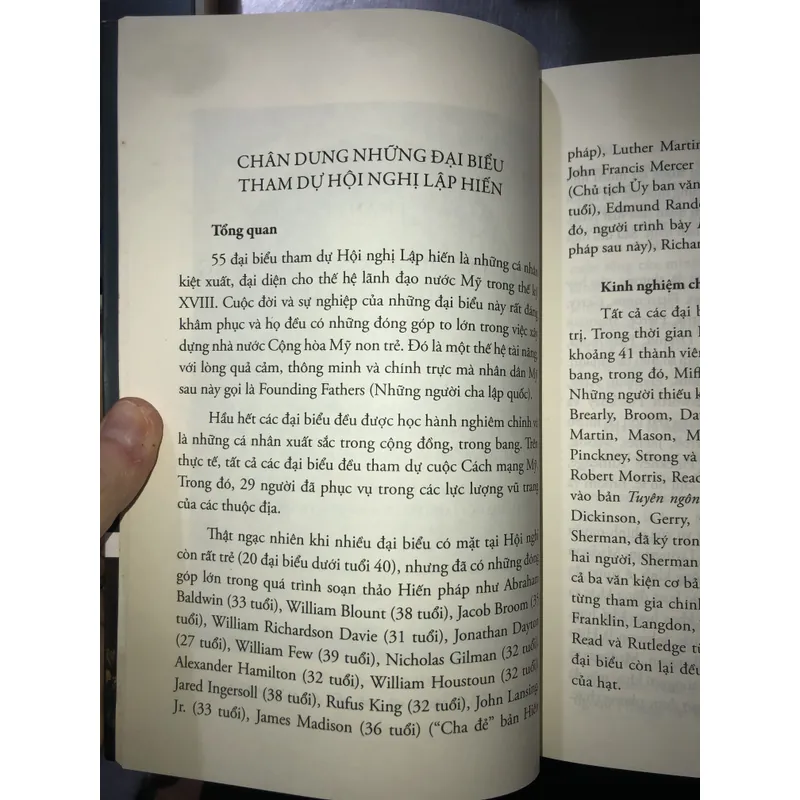 CHÂN DUNG NHỮNG ĐẠI BIỂU
THAM DỰ HỘI NGHỊ LẬP HIẾN
Tổng quan
55 đại biểu tham dự Hội nghị Lập hiến là những cá nhân
kiệt xuất, đại diện cho thế hệ lãnh đạo nước Mỹ trong thế kỷ
XVIII. Cuộc đời và sự nghiệp của những đại biểu này rất đáng
khâm phục và họ đều có những đóng góp to lớn trong việc xây
dựng nhà nước Cộng hòa Mỹ non trẻ. Đó là một thế hệ tài năng,
với lòng quả cảm, thông minh và chính trực mà nhân dân Mỹ
sau này gọi là Founding Fathers (Những người cha lập quốc).
Hầu hết các đại biểu đều được học hành nghiêm chỉnh và
là những cá nhân xuất sắc trong cộng đồng, trong bang. Trên
thực tế, tất cả các đại biểu đều tham dự cuộc Cách mạng Mỹ.
Trong đó, 29 người đã phục vụ trong các lực lượng vũ trang
của các thuộc địa.
Thật ngạc nhiên khi nhiều đại biểu có mặt tại Hội nghị
còn rất trẻ (20 đại biểu dưới tuổi 40), nhưng đã có những đóng
góp lớn trong quá trình soạn thảo Hiến pháp như Abraham
Baldwin (33 tuổi), William Blount (38 tuổi), Jacob Broom
tuổi), William Richardson Davie (31 tuổi), Jonathan Dayton
(27 tuổi), William Few (39 tuổi), Nicholas Gilman (32 tuổi),
Alexander Hamilton (32 tuổi), William Houstoun (32 tuổi),
Jared Ingersoll (38 tuổi), Rufus King (32 tuổi), John Lansing
Jr. (33 tuổi), James Madison (36 tuổi) (“Cha đẻ” bản Hiến
pháp), Luther Martin
John Francis Mercer
(Chủ tịch Ủy ban văn
tuổi), Edmund Rand
đó, người trình bày
pháp sau này), Richar
Kinh nghiệm ch
Tất cả các đại b
trị. Trong thời gian
khoảng 41 thành viên
bang, trong đó, Miff
Những người thiếu k
Brearly, Broom, Da
Martin, Mason, M
Pinckney, Strong và
Robert Morris, Read
vào bản Tuyên ngôn
Dickinson, Gerry,
Sherman, đã ký tron
hai người, Sherman
cả ba văn kiện cơ bả
từng tham gia chính
Franklin, Langdon,
Read và Rutledge từ
đại biểu còn lại đều
của hạt.